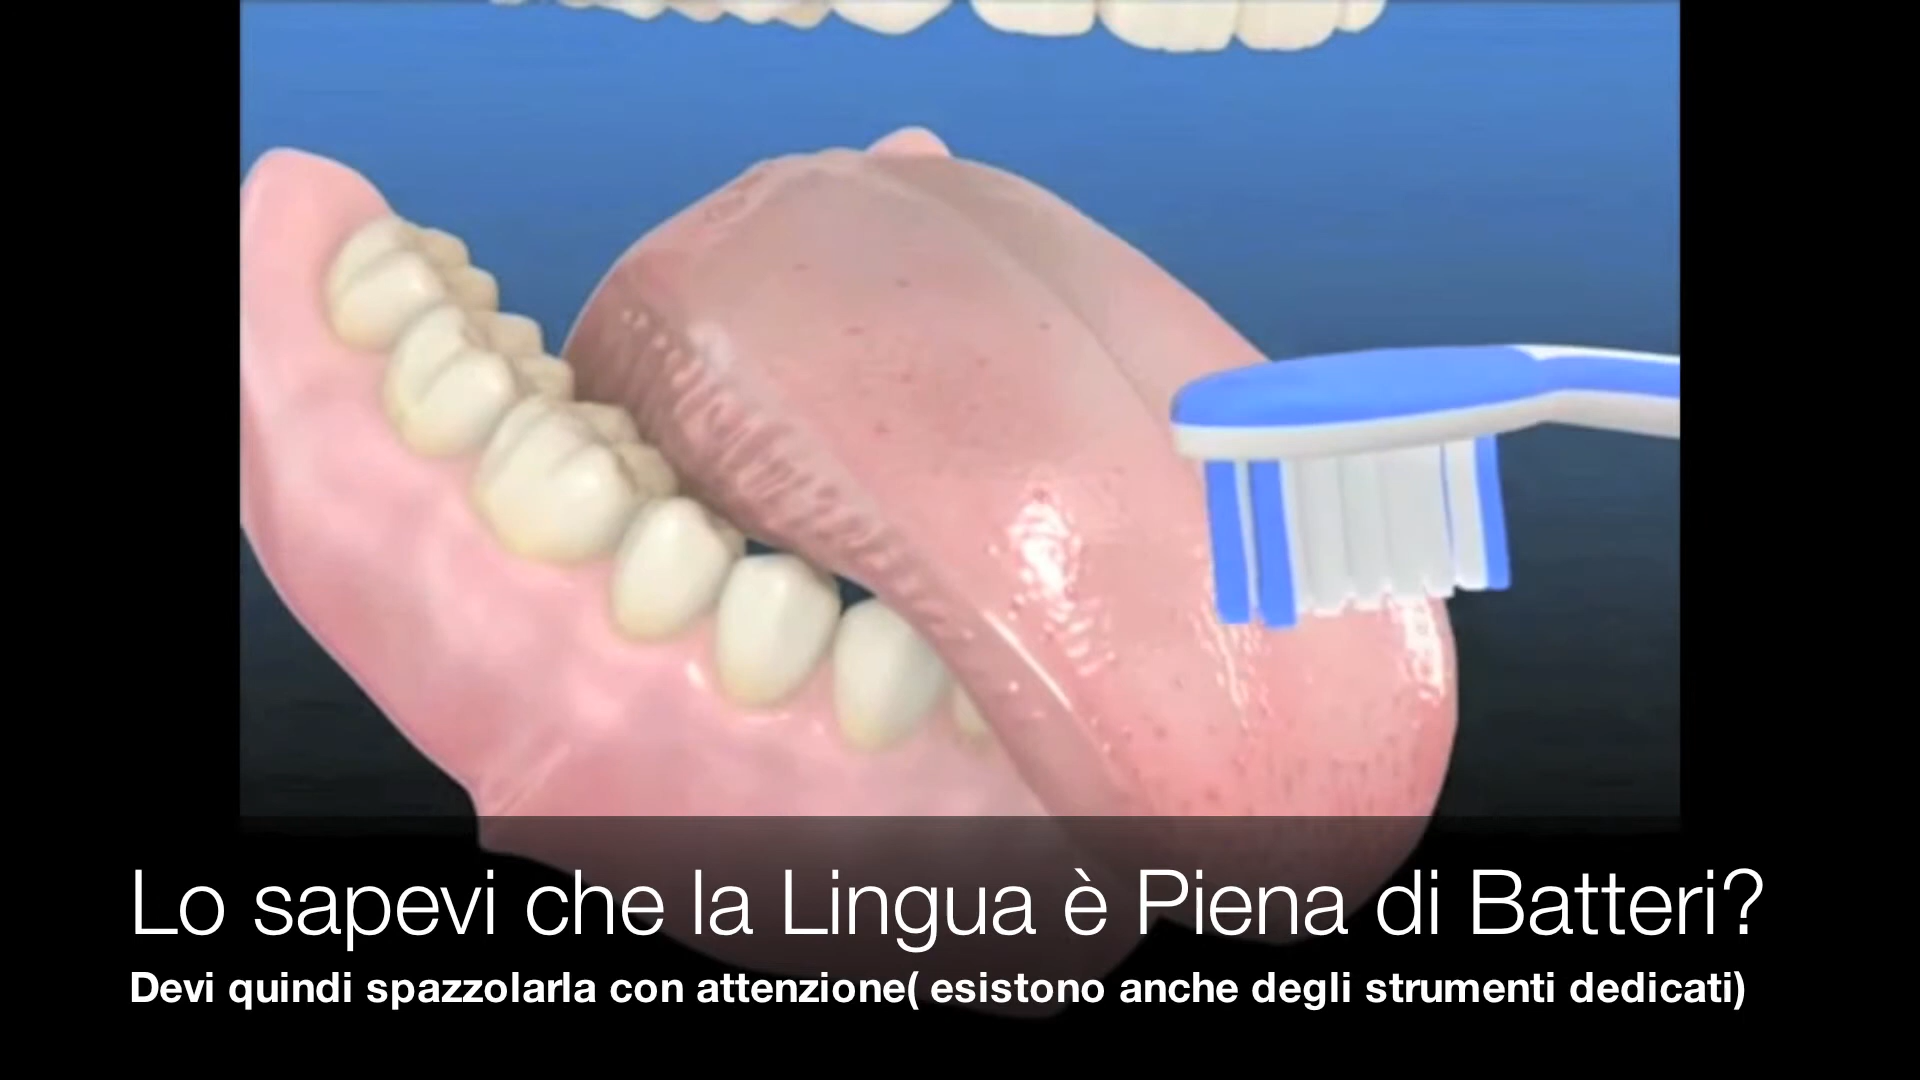 Lo sapevi che la Lingua è Piena di Batteri?
Devi quindi spazzolarla con attenzione( esistono anche degli strumenti dedicati)